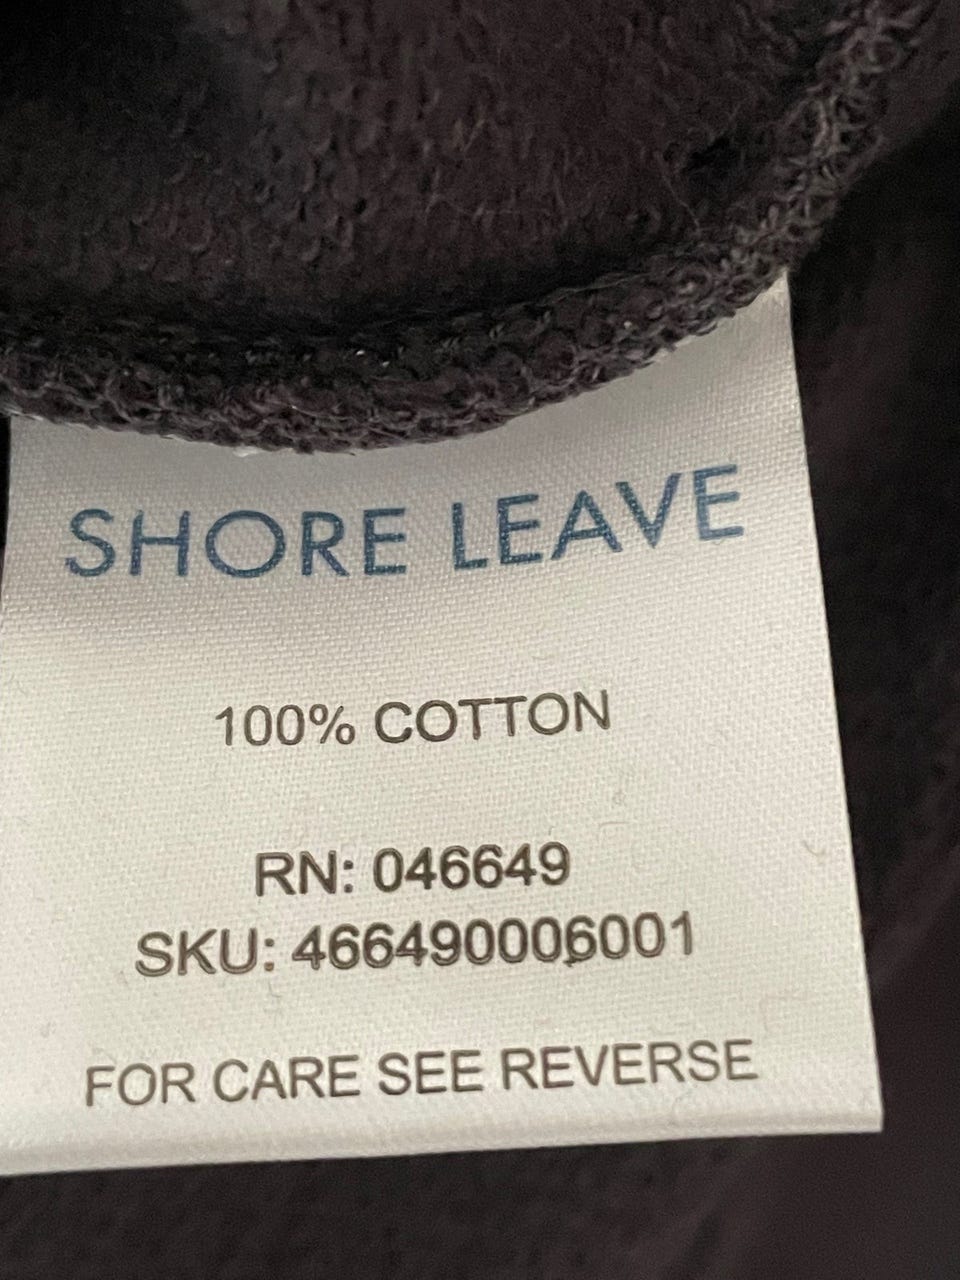 SHORE LEAVE
100% COTTON
RN: 046649
SKU: 466490006001
FOR CARE SEE REVERSE